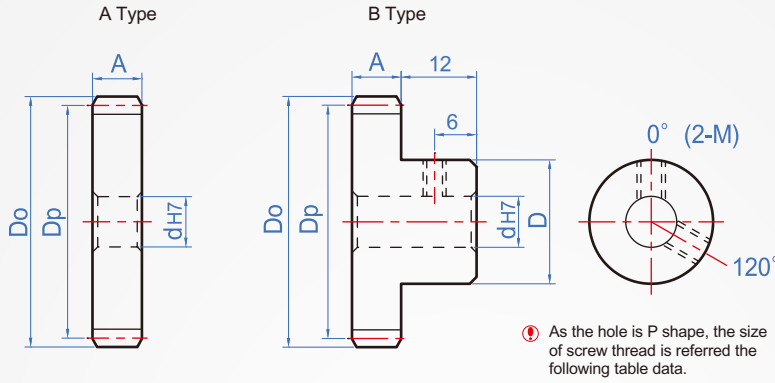 A Type
B Type
A
Do
Dp
dH7
A
12
6
Do
Dp
dH7
D
0° (2-M)
120°
As the hole is P shape, the size
of screw thread is referred the
following table data.